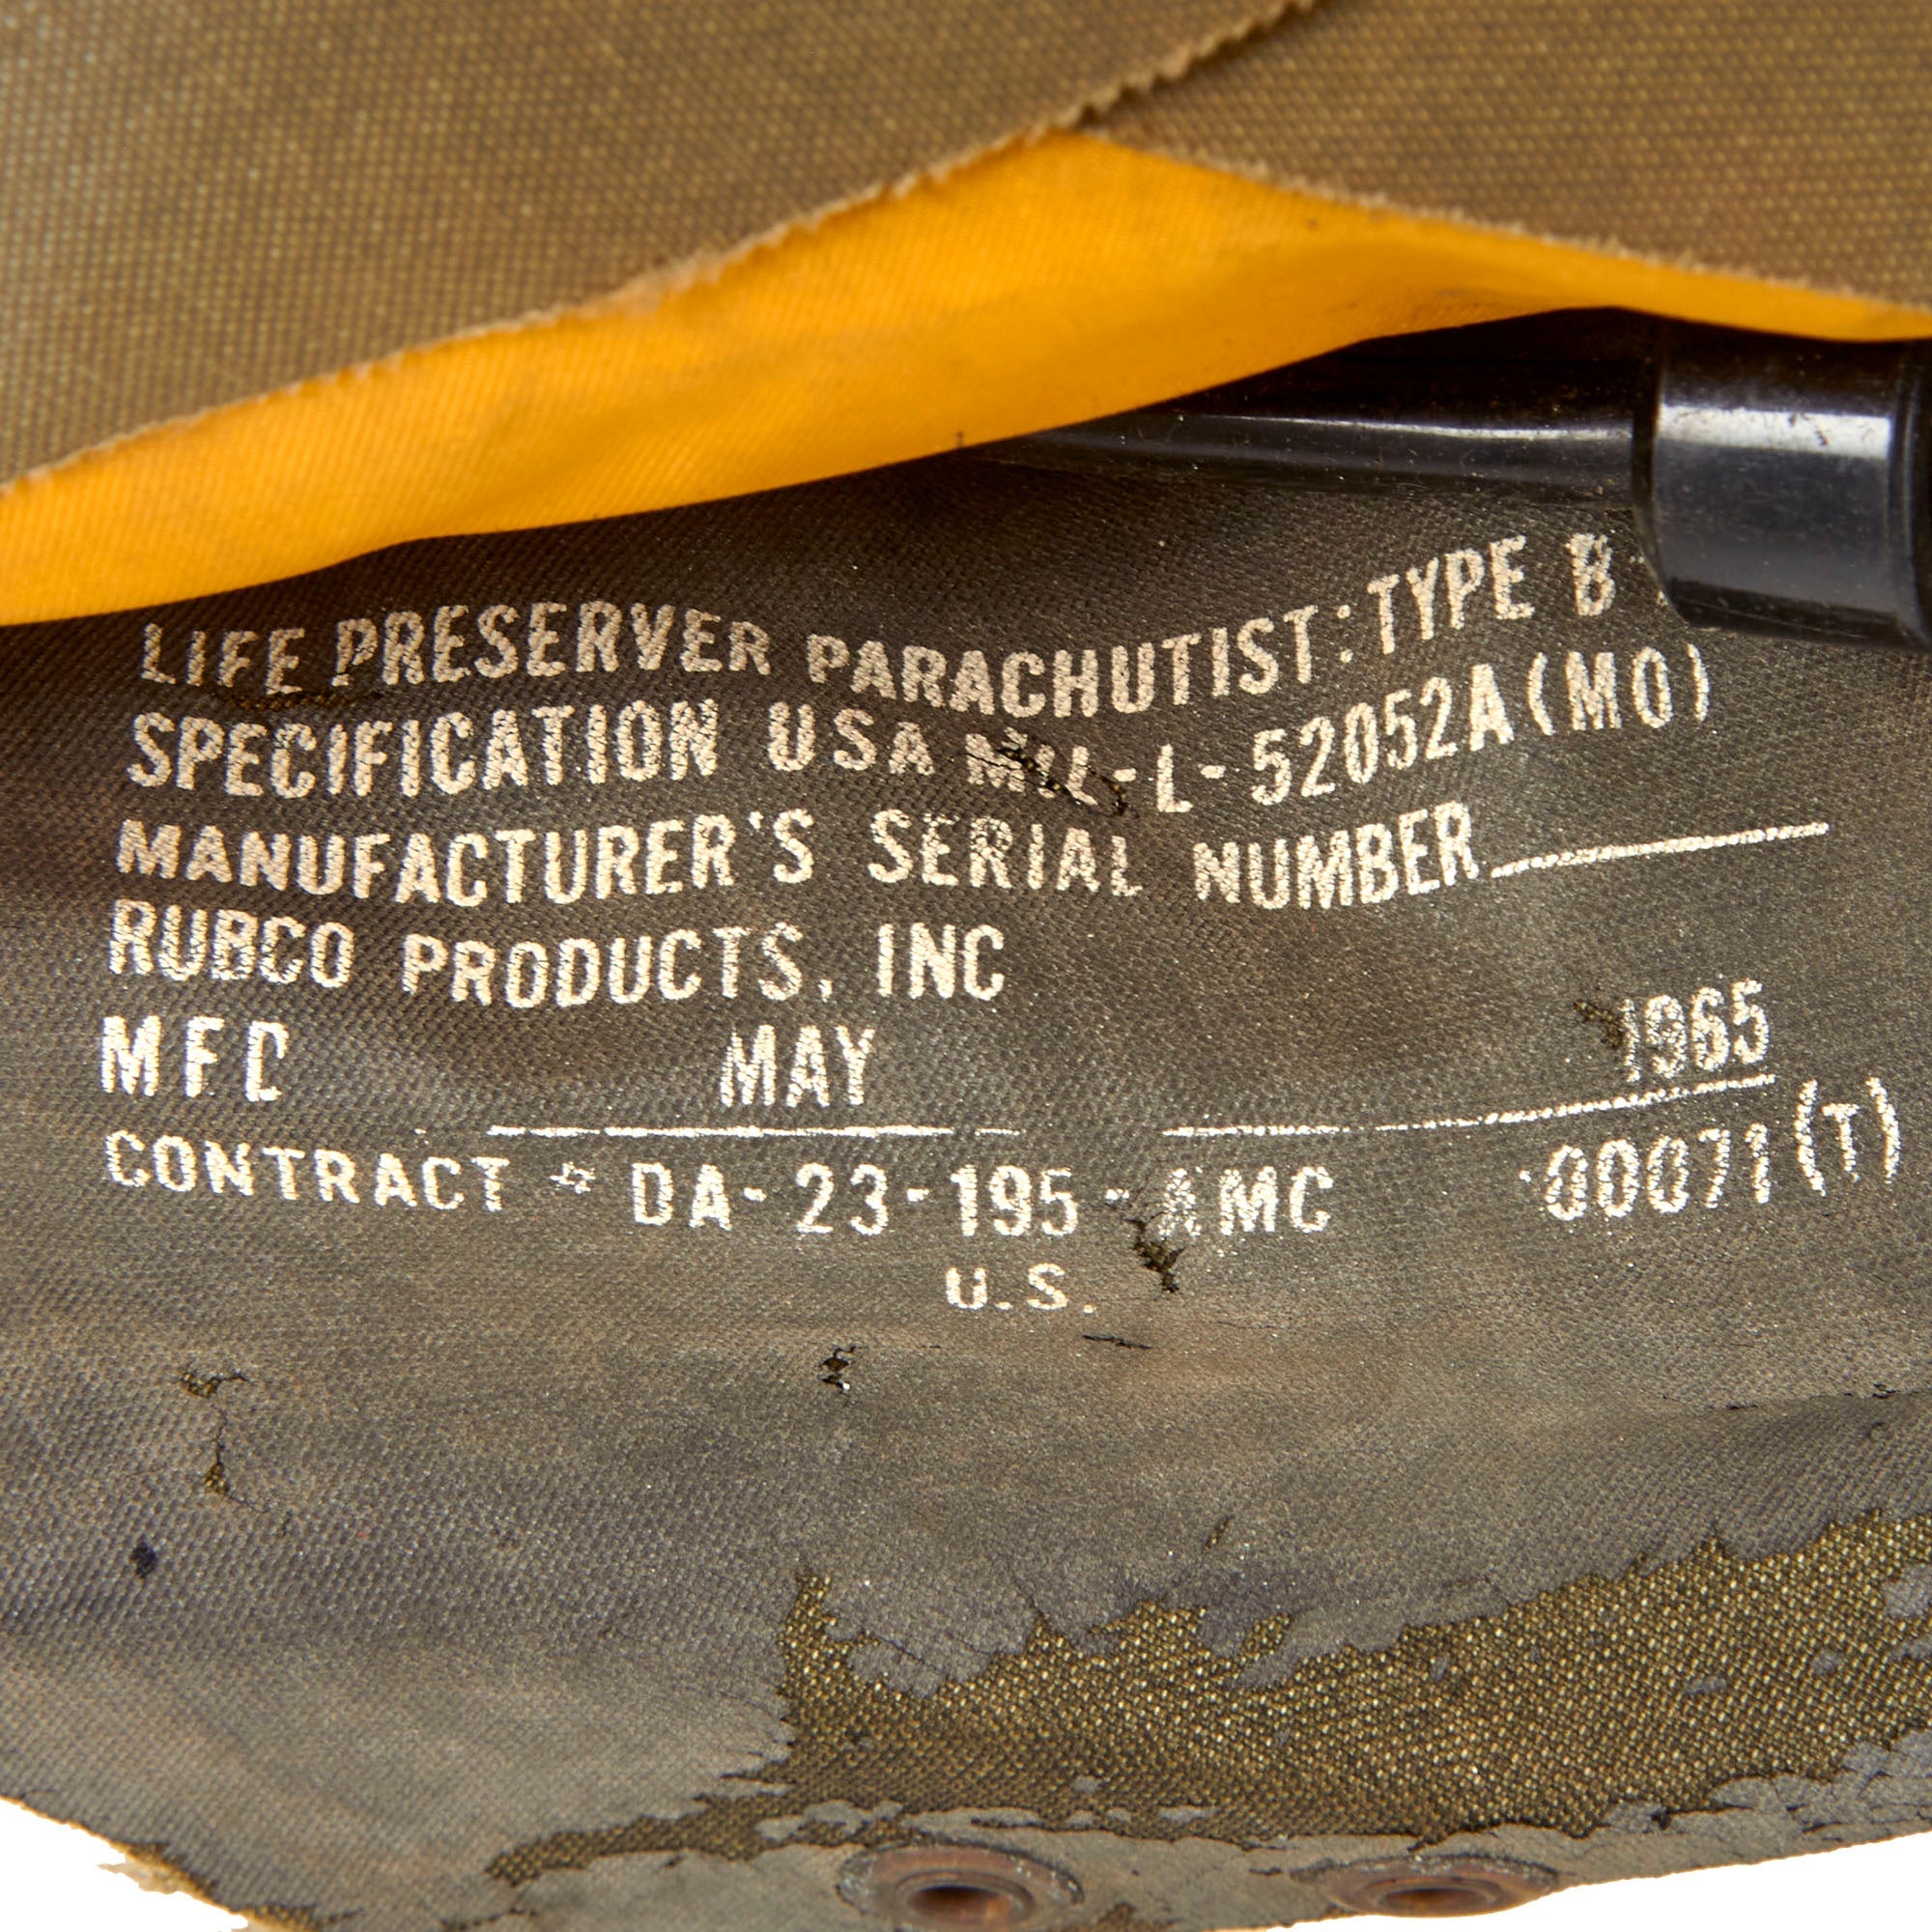 LIFE PRESERVER PARACHUTIST: TYPE B
SPECIFICATION USA MIL-L-52052A(MO)
MANUFACTURER'S SERIAL NUMBER
RUBCO PRODUCTS, INC
MFD MAY 1965
CONTRACT DA-23-195-AMC-00071(T)
U.S.